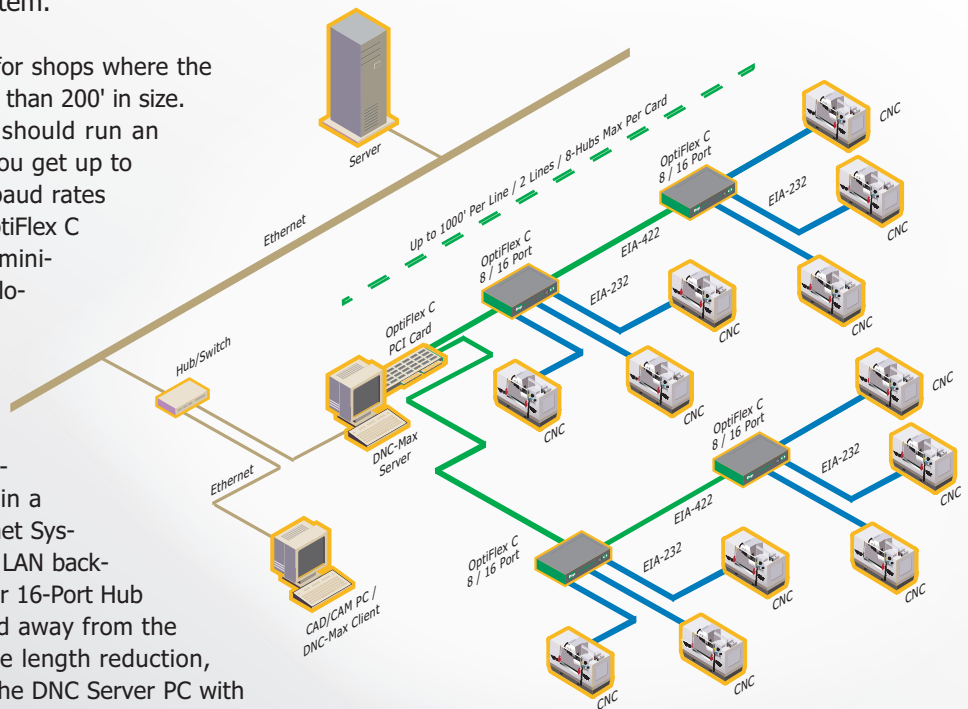 tem.
for shops where the
than 200' in size.
should run an
ou get up to
baud rates
ptiFlex C
mini-
lo-
-
in a
net Sys-
LAN back-
r 16-Port Hub
d away from the
e length reduction,
he DNC Server PC with
Server
Ethernet
Up to 1000' Per Line / 2 Lines / 8-Hubs Max Per Card
OptiFlex C
8 / 16 Port
CNC
EIA-232
CNC
CNC
EIA-422
OptiFlex C
8 / 16 Port
EIA-232
CNC
CNC
CNC
OptiFlex C
PCI Card
Hub/Switch
DNC-Max
Server
Ethernet
CAD/CAM PC /
DNC-Max Client
OptiFlex C
8 / 16 Port
CNC
EIA-232
CNC
CNC
EIA-422
OptiFlex C
8 / 16 Port
EIA-232
CNC
CNC
CNC